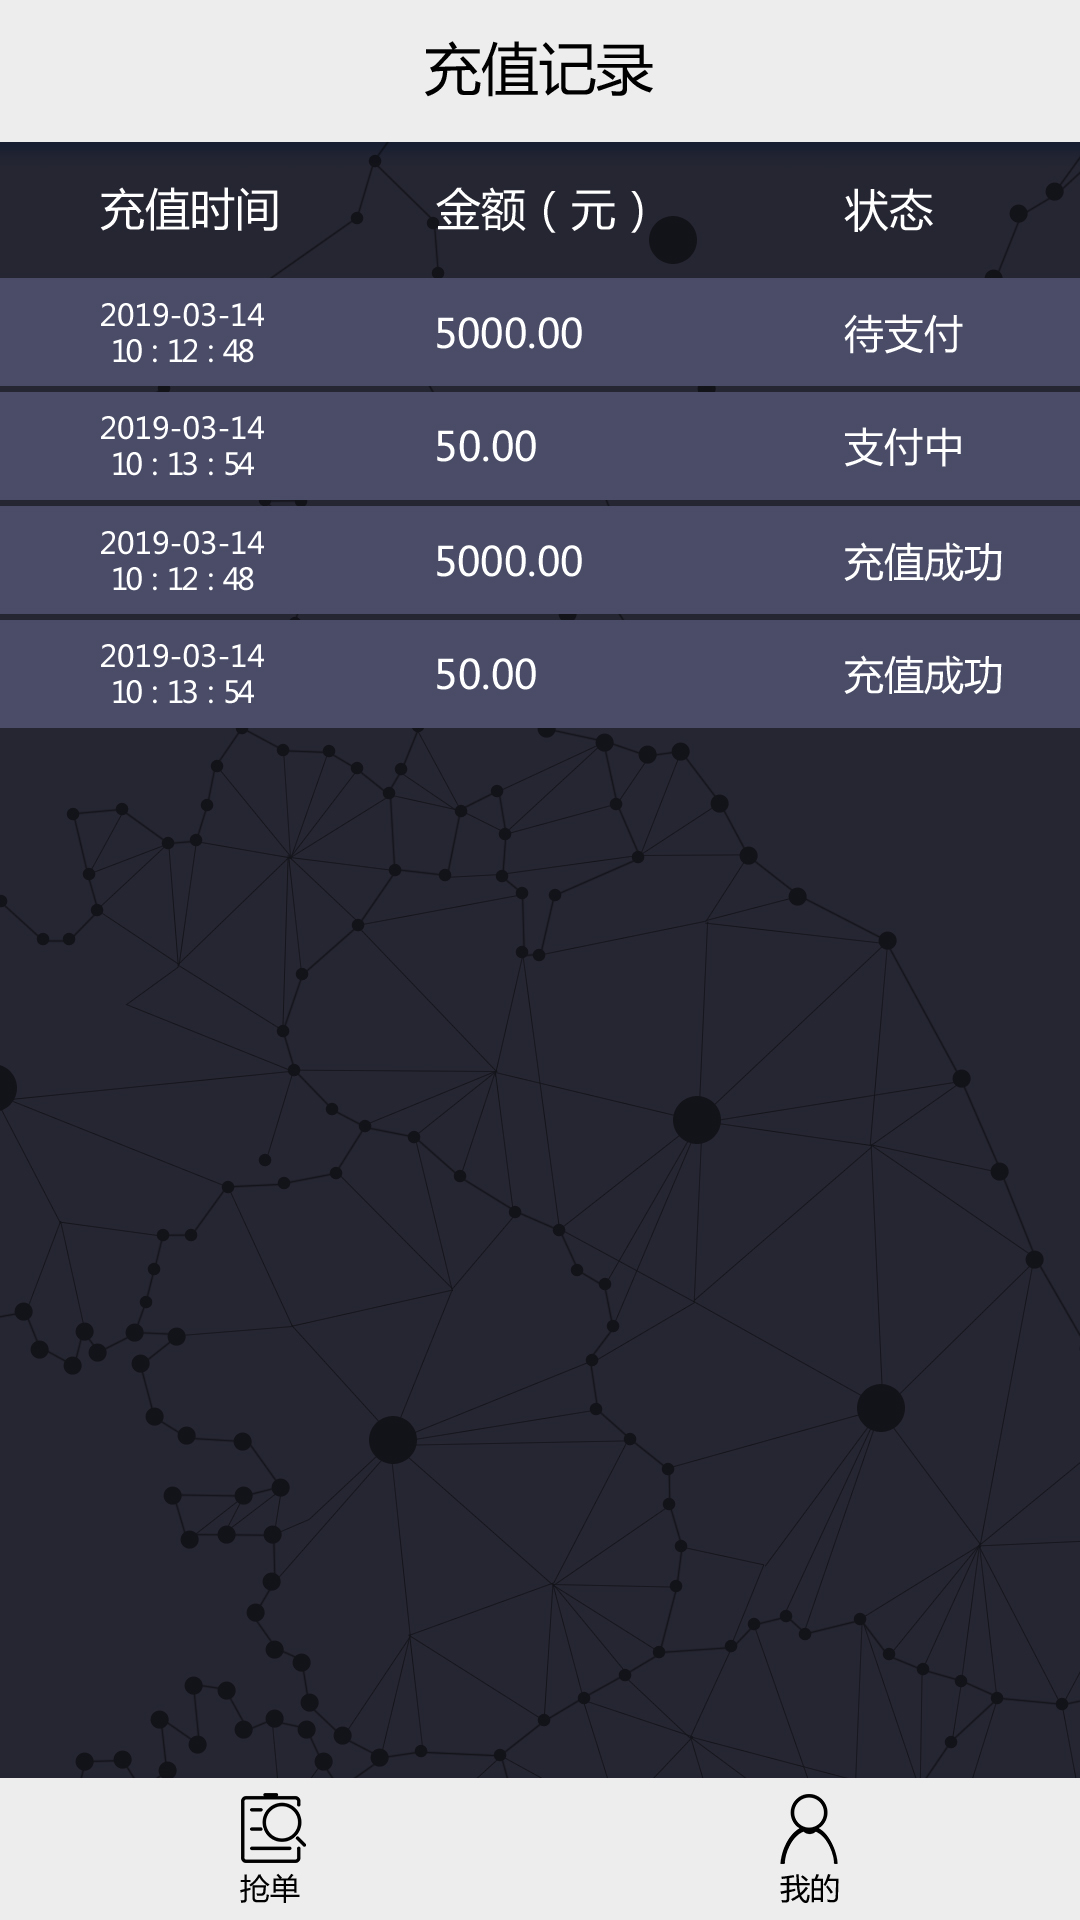 充值记录
充值时间 金额（元） 状态
2019-03-14
10：12：48 5000.00 待支付
2019-03-14
10：13：54 50.00 支付中
2019-03-14
10：12：48 5000.00 充值成功
2019-03-14
10：13：54 50.00 充值成功
抢单 我的